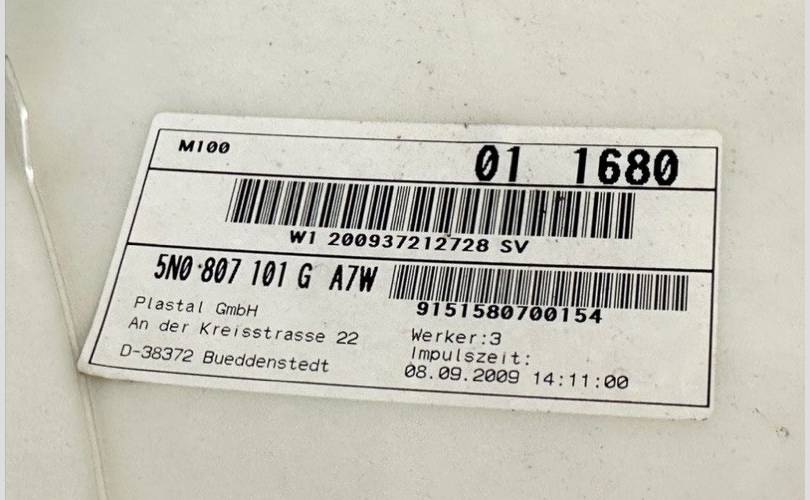 M100
01 1680
W1 200937212728 SV
5N0 807 101 G A7W
9151580700154
Plastal GmbH
An der Kreisstrasse 22
D-38372 Bueddenstedt
Werker:3
Impulszeit:
08.09.2009 14:11:00